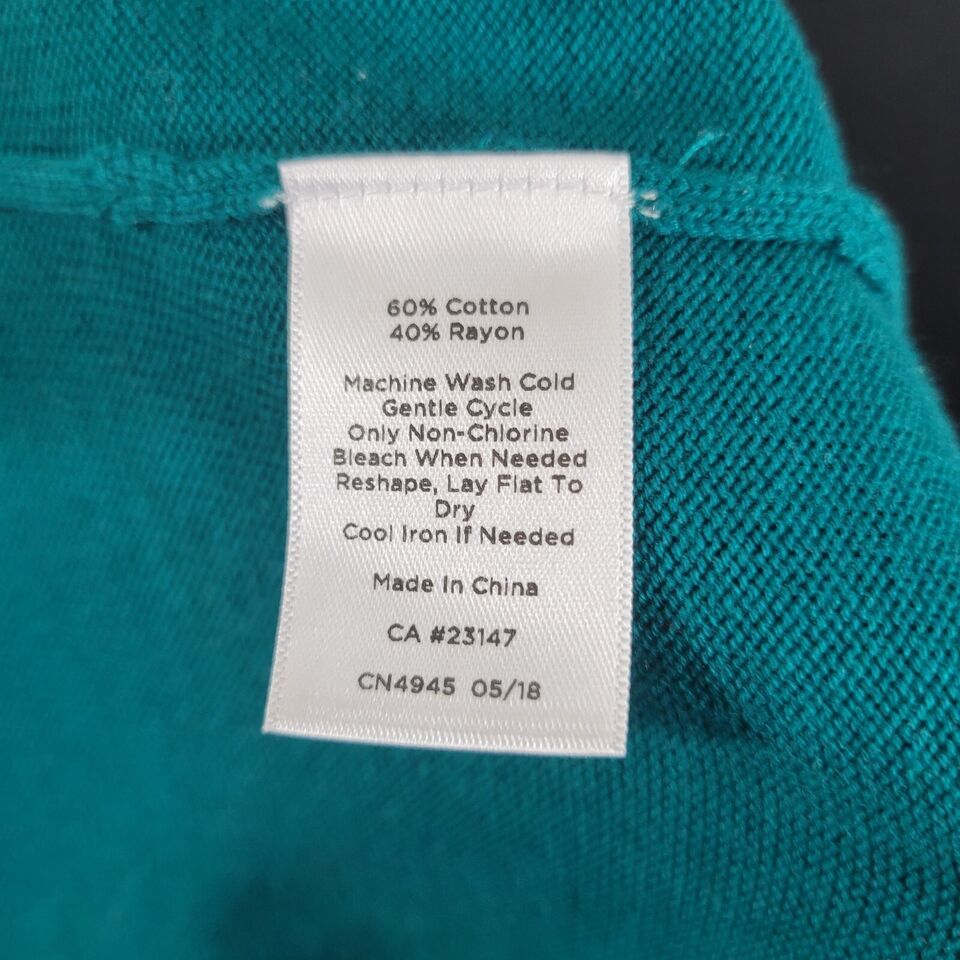 60% Cotton
40% Rayon
Machine Wash Cold
Gentle Cycle
Only Non-Chlorine
Bleach When Needed
Reshape, Lay Flat To
Dry
Cool Iron If Needed
Made In China
CA #23147
CN4945 05/18